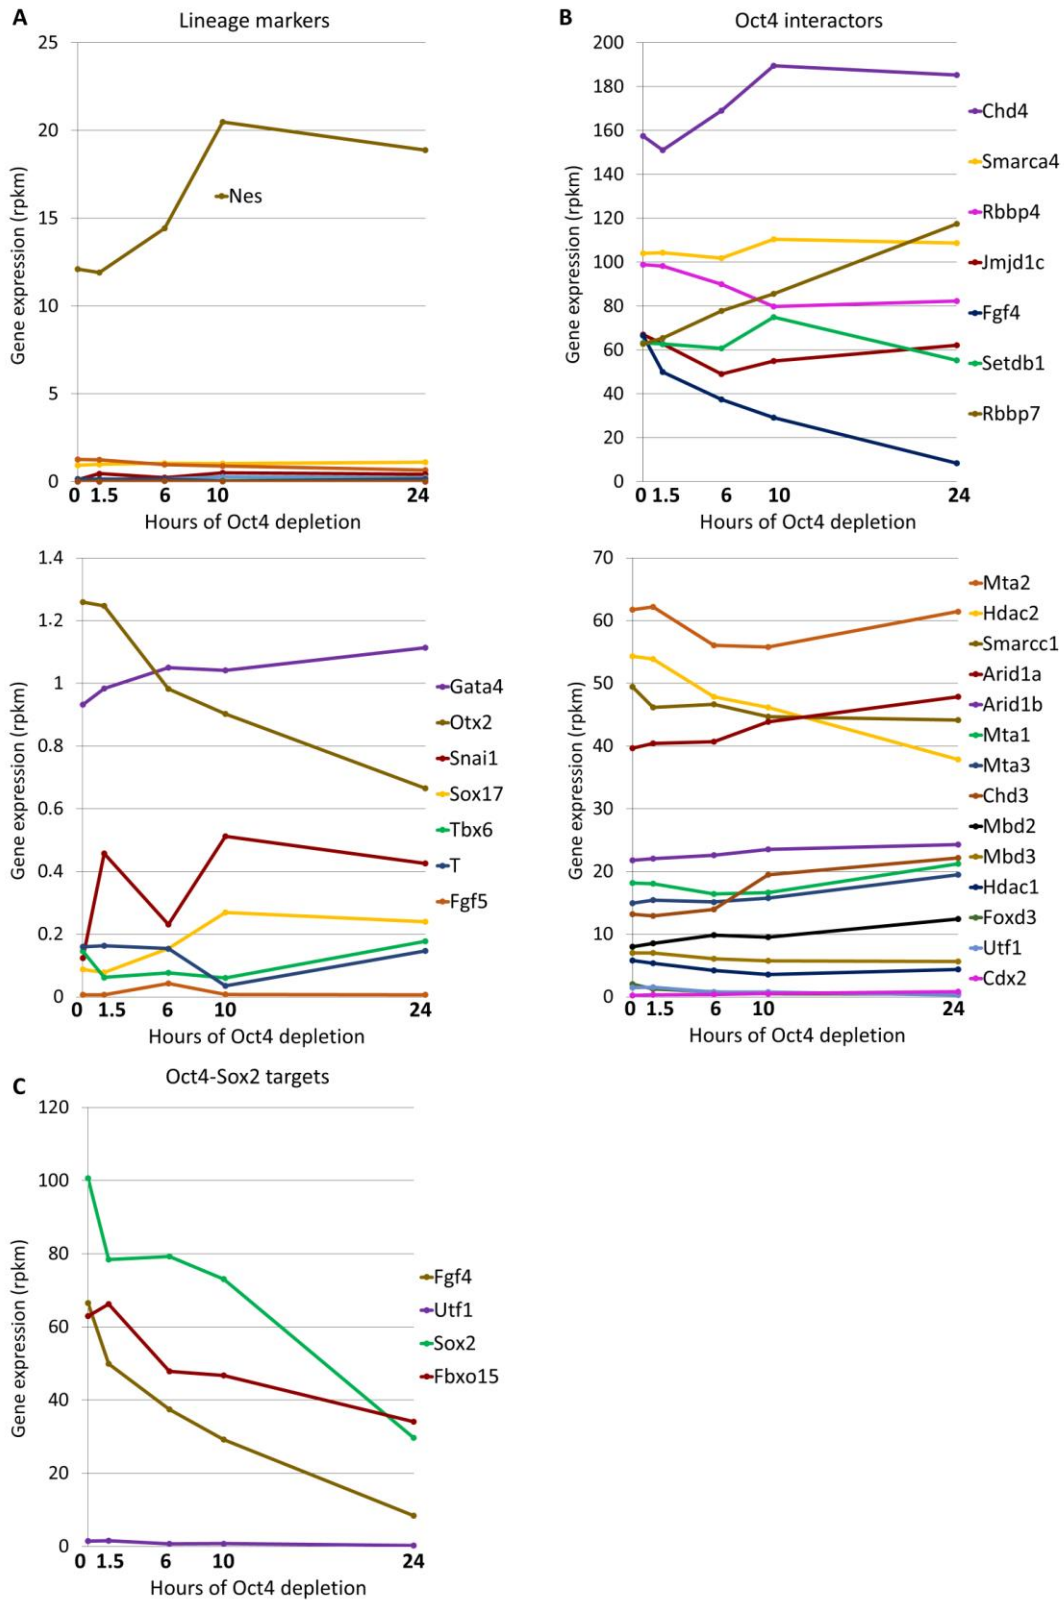 A
Lineage markers
25
20
15
10
5
0
Gene expression (rpkm)
Nes
0 1.5 6 10 24
Hours of Oct4 depletion
1.4
1.2
1
0.8
0.6
0.4
0.2
0
Gene expression (rpkm)
Gata4
Otx2
Snai1
Sox17
Tbx6
T
Fgf5
0 1.5 6 10 24
Hours of Oct4 depletion
B
Oct4 interactors
200
180
160
140
120
100
80
60
40
20
0
Gene expression (rpkm)
Chd4
Smarca4
Rbbp4
Jmjd1c
Fgf4
Setdb1
Rbbp7
0 1.5 6 10 24
Hours of Oct4 depletion
70
60
50
40
30
20
10
0
Gene expression (rpkm)
Mta2
Hdac2
Smarcc1
Arid1a
Arid1b
Mta1
Mta3
Chd3
Mbd2
Mbd3
Hdac1
Foxd3
Utf1
Cdx2
0 1.5 6 10 24
Hours of Oct4 depletion
C
Oct4-Sox2 targets
120
100
80
60
40
20
0
Gene expression (rpkm)
Fgf4
Utf1
Sox2
Fbxo15
0 1.5 6 10 24
Hours of Oct4 depletion